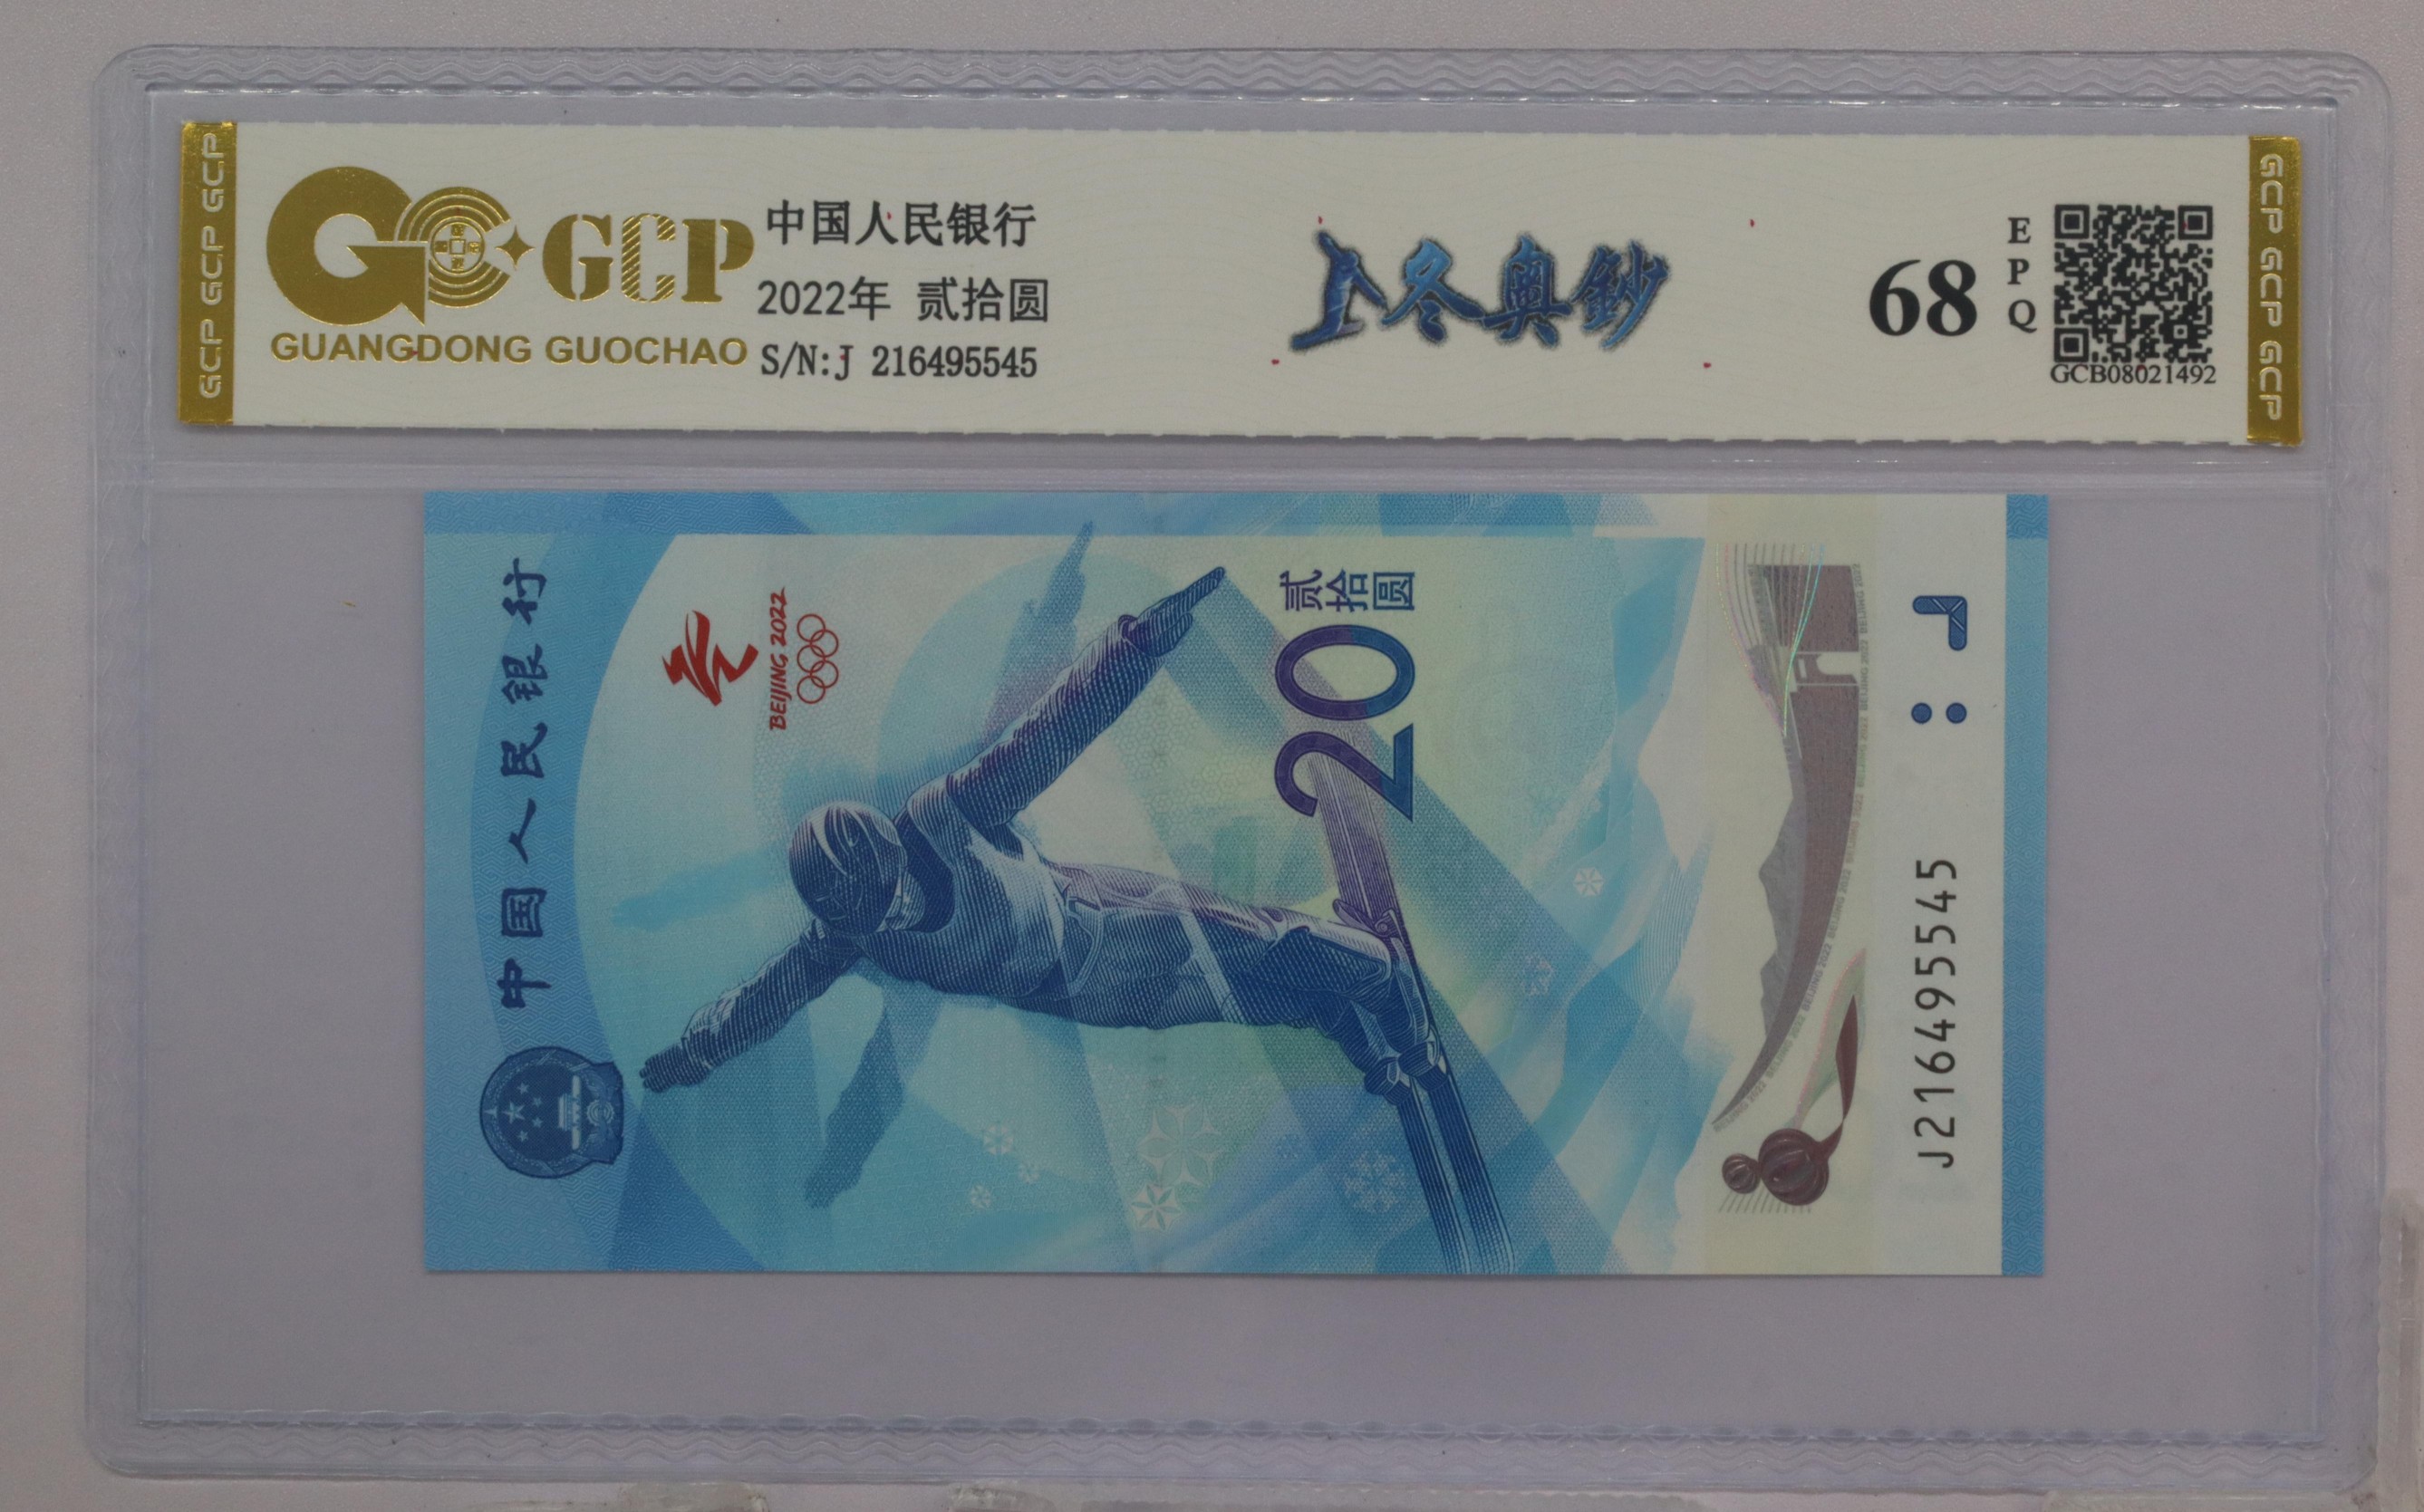 GCP GCP GCP
GCP
GUANGDONG GUOCHAO
中国人民银行
2022年 贰拾圆
S/N:J 216495545
冬奥鈔
68
EPQ
GCB08021492
GCP GCP GCP
中国人民银行
BEIJING 2022
贰拾圆
20
J216495545